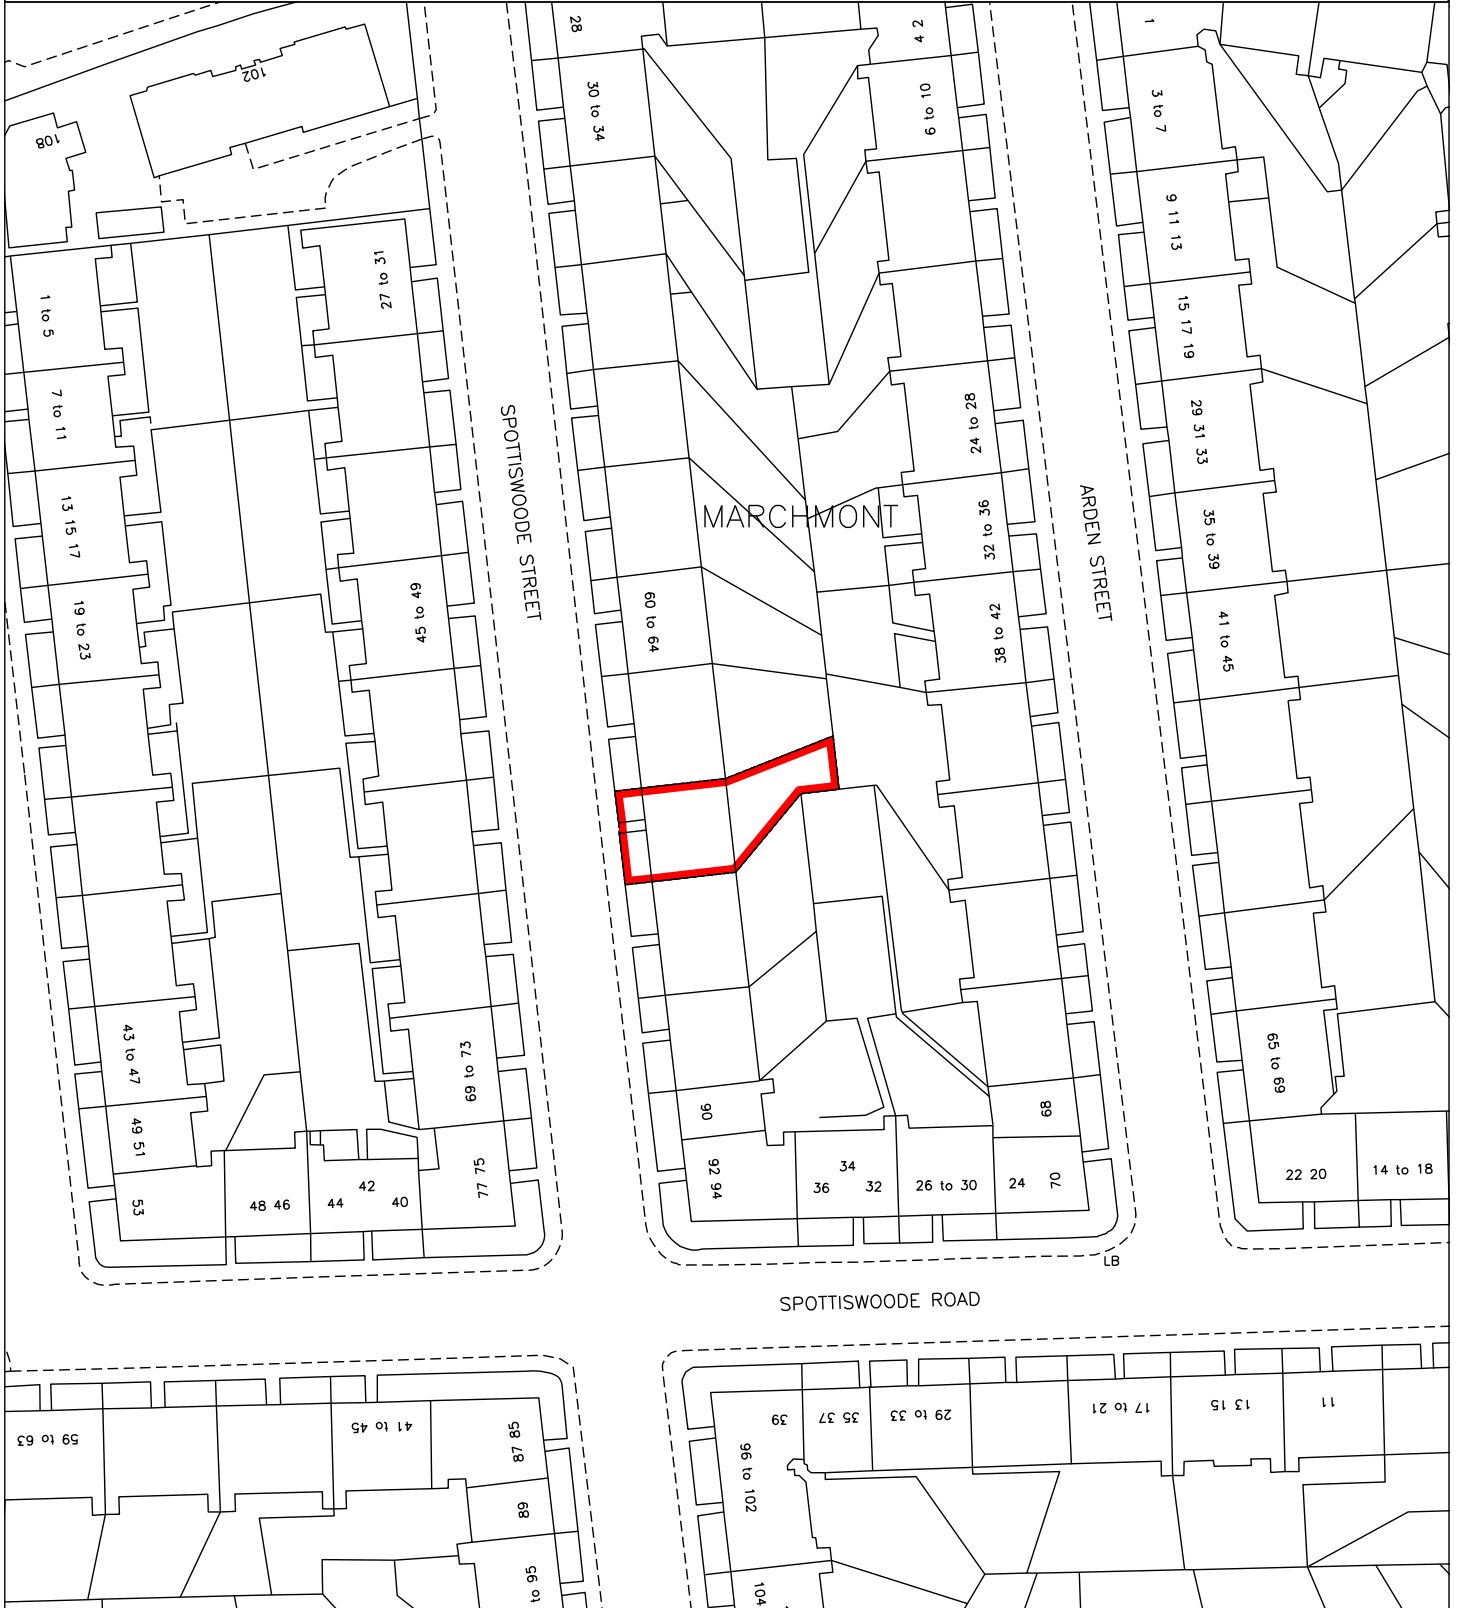 28
4 2
1
102
108
30 to 34
6 to 10
3 to 7
9 11 13
27 to 31
1 to 5
15 17 19
7 to 11
SPOTTISWOODE STREET
24 to 28
29 31 33
MARCHMONT
13 15 17
32 to 36
ARDEN STREET
35 to 39
19 to 23
45 to 49
60 to 64
38 to 42
41 to 45
43 to 47
69 to 73
65 to 69
49 51
90
68
53
48 46
44
42
40
77 75
92 94
34
36
32
26 to 30
24
70
22 20
14 to 18
LB
SPOTTISWOODE ROAD
59 to 63
41 to 45
87 85
39
35 37
29 to 33
17 to 21
13 15
11
96 to 102
89
95 to
104